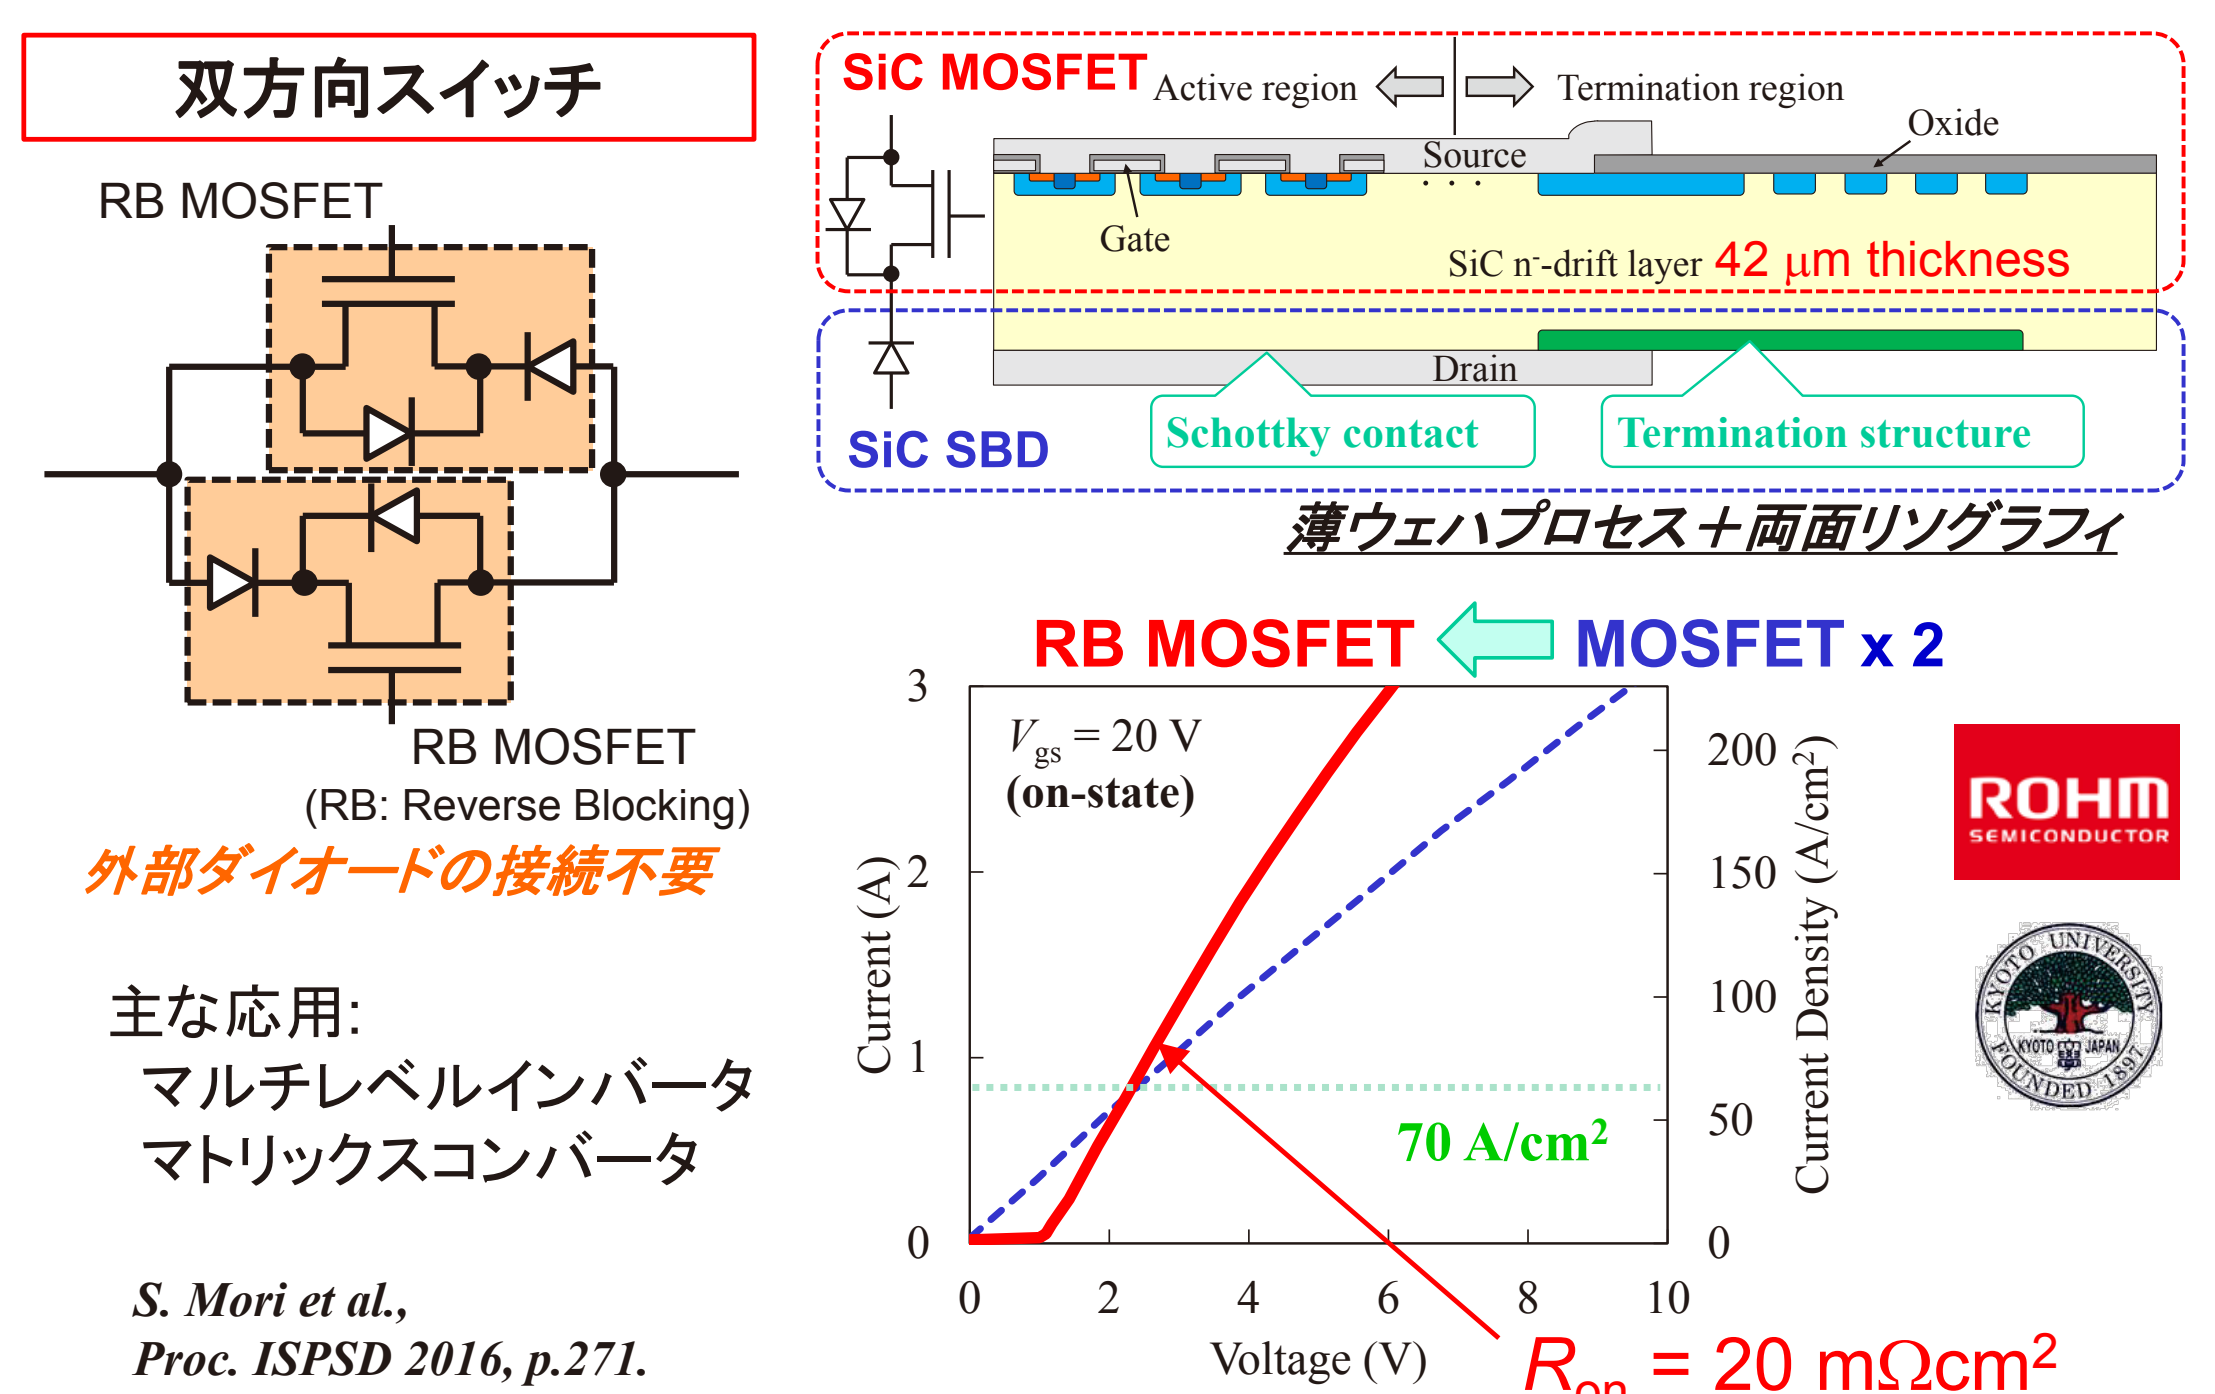 双方向スイッチ
RB MOSFET
RB MOSFET
(RB: Reverse Blocking)
外部ダイオードの接続不要
主な応用:
マルチレベルインバータ
マトリックスコンバータ
S. Mori et al.,
Proc. ISPSD 2016, p.271.
SiC MOSFET
Active region
Termination region
Oxide
Source
. . .
Gate
SiC n⁻-drift layer 42 μm thickness
Drain
Schottky contact
Termination structure
SiC SBD
薄ウェハプロセス＋両面リソグラフィ
RB MOSFET
MOSFET x 2
3
2
1
0
Current (A)
Vgs = 20 V
(on-state)
70 A/cm²
200
150
100
50
0
Current Density (A/cm²)
0 2 4 6 8 10
Voltage (V)
Ron = 20 mΩcm²
ROHM
SEMICONDUCTOR
KYOTO UNIVERSITY
KYOTO JAPAN
FOUNDED 1897